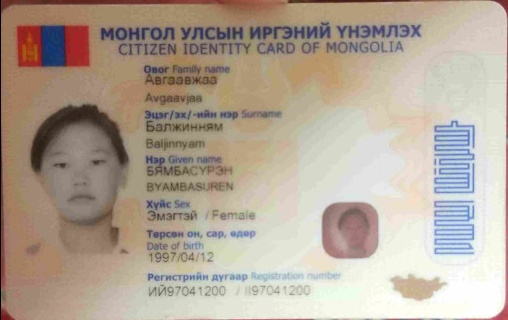 МОНГОЛ УЛСЫН ИРГЭНИЙ ҮНЭМЛЭХ
CITIZEN IDENTITY CARD OF MONGOLIA
Овог Family name
Авгаавжаа
Avgaavjaa
Эцэг/эх/-ийн нэр Surname
Балжинням
Baljinnyam
Нэр Given name
БЯМБАСҮРЭН
BYAMBASUREN
Хүйс Sex
Эмэгтэй / Female
Төрсөн он, сар, өдөр
Date of birth
1997/04/12
Регистрийн дугаар Registration number
ИЙ97041200 / II97041200